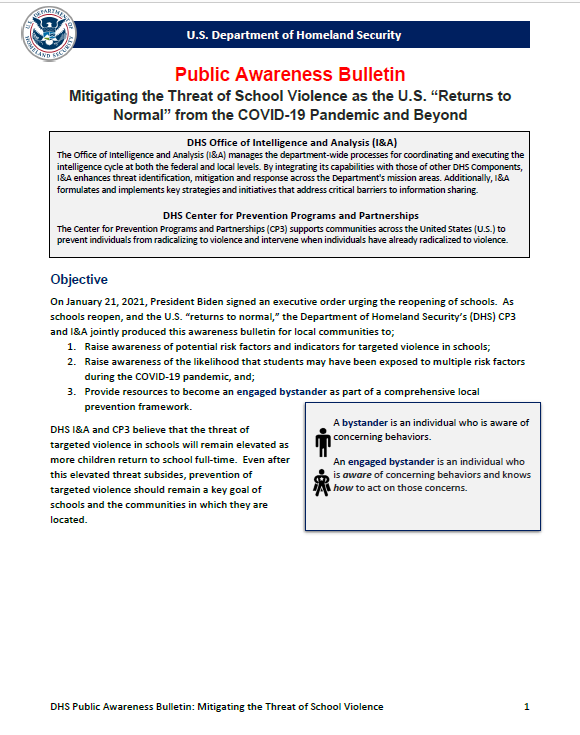 U.S. DEPARTMENT OF
HOMELAND SECURITY
U.S. Department of Homeland Security
Public Awareness Bulletin
Mitigating the Threat of School Violence as the U.S. “Returns to
Normal” from the COVID-19 Pandemic and Beyond
DHS Office of Intelligence and Analysis (I&A)
The Office of Intelligence and Analysis (I&A) manages the department-wide processes for coordinating and executing the
intelligence cycle at both the federal and local levels. By integrating its capabilities with those of other DHS Components,
I&A enhances threat identification, mitigation and response across the Department's mission areas. Additionally, I&A
formulates and implements key strategies and initiatives that address critical barriers to information sharing.
DHS Center for Prevention Programs and Partnerships
The Center for Prevention Programs and Partnerships (CP3) supports communities across the United States (U.S.) to
prevent individuals from radicalizing to violence and intervene when individuals have already radicalized to violence.
Objective
On January 21, 2021, President Biden signed an executive order urging the reopening of schools. As
schools reopen, and the U.S. “returns to normal,” the Department of Homeland Security’s (DHS) CP3
and I&A jointly produced this awareness bulletin for local communities to;
1. Raise awareness of potential risk factors and indicators for targeted violence in schools;
2. Raise awareness of the likelihood that students may have been exposed to multiple risk factors
during the COVID-19 pandemic, and;
3. Provide resources to become an engaged bystander as part of a comprehensive local
prevention framework.
DHS I&A and CP3 believe that the threat of
targeted violence in schools will remain elevated as
more children return to school full-time. Even after
this elevated threat subsides, prevention of
targeted violence should remain a key goal of
schools and the communities in which they are
located.
A bystander is an individual who is aware of
concerning behaviors.
An engaged bystander is an individual who
is aware of concerning behaviors and knows
how to act on those concerns.
DHS Public Awareness Bulletin: Mitigating the Threat of School Violence
1